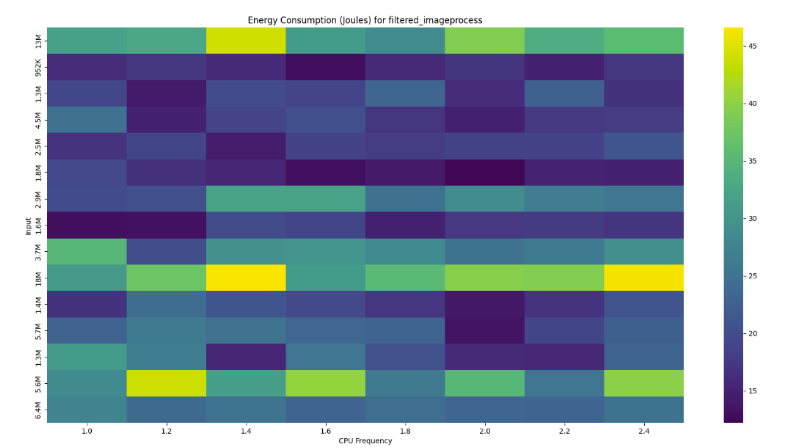 Energy Consumption (Joules) for filtered_imageprocess
13M
952K
1.3M
4.5M
2.5M
1.8M
2.9M
1.6M
3.7M
18M
1.4M
5.7M
1.3M
5.6M
6.4M
Input
1.0 1.2 1.4 1.6 1.8 2.0 2.2 2.4
CPU Frequency
45
40
35
30
25
20
15